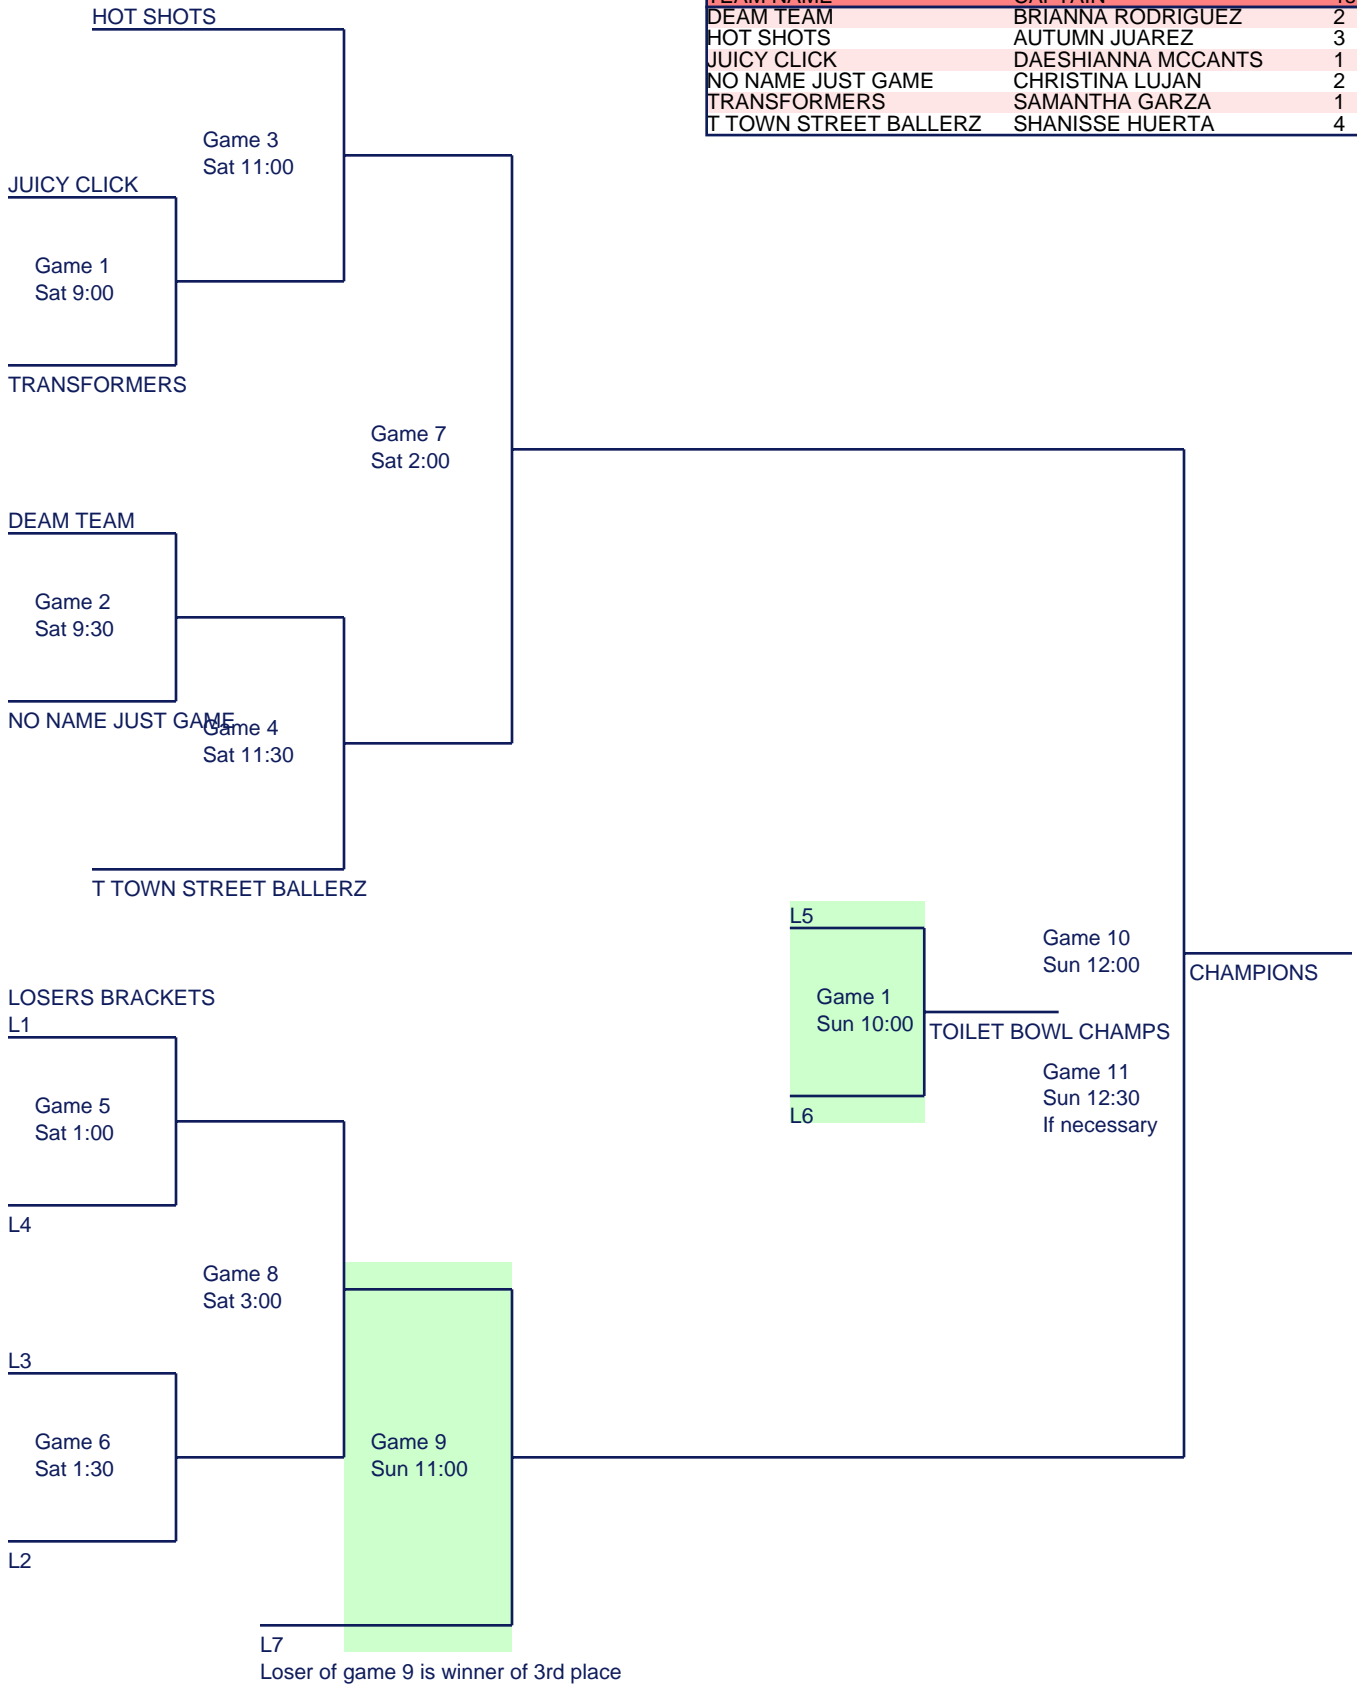 HOT SHOTS
TEAM NAME CAPTAIN
DEAM TEAM BRIANNA RODRIGUEZ 2
HOT SHOTS AUTUMN JUAREZ 3
JUICY CLICK DAESHIANNA MCCANTS 1
NO NAME JUST GAME CHRISTINA LUJAN 2
TRANSFORMERS SAMANTHA GARZA 1
T TOWN STREET BALLERZ SHANISSE HUERTA 4
Game 3
Sat 11:00
JUICY CLICK
Game 1
Sat 9:00
TRANSFORMERS
Game 7
Sat 2:00
DEAM TEAM
Game 2
Sat 9:30
NO NAME JUST GAME
Game 4
Sat 11:30
T TOWN STREET BALLERZ
L5
Game 10
Sun 12:00
CHAMPIONS
Game 1
Sun 10:00
TOILET BOWL CHAMPS
Game 11
Sun 12:30
If necessary
L6
LOSERS BRACKETS
L1
Game 5
Sat 1:00
L4
Game 8
Sat 3:00
L3
Game 6
Sat 1:30
Game 9
Sun 11:00
L2
L7
Loser of game 9 is winner of 3rd place